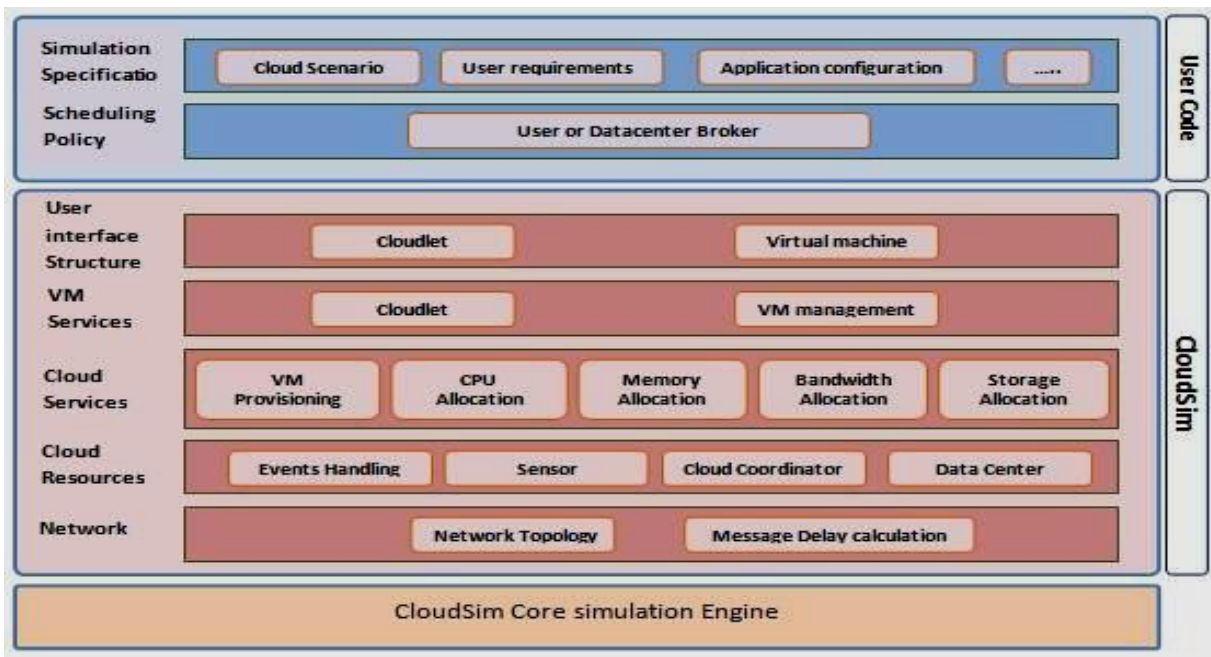 Simulation
Specificatio
Cloud Scenario
User requirements
Application configuration
.....
Scheduling
Policy
User or Datacenter Broker
User Code
User
interface
Structure
Cloudlet
Virtual machine
VM
Services
Cloudlet
VM management
Cloud
Services
VM
Provisioning
CPU
Allocation
Memory
Allocation
Bandwidth
Allocation
Storage
Allocation
Cloud
Resources
Events Handling
Sensor
Cloud Coordinator
Data Center
Network
Network Topology
Message Delay calculation
CloudSim
CloudSim Core simulation Engine